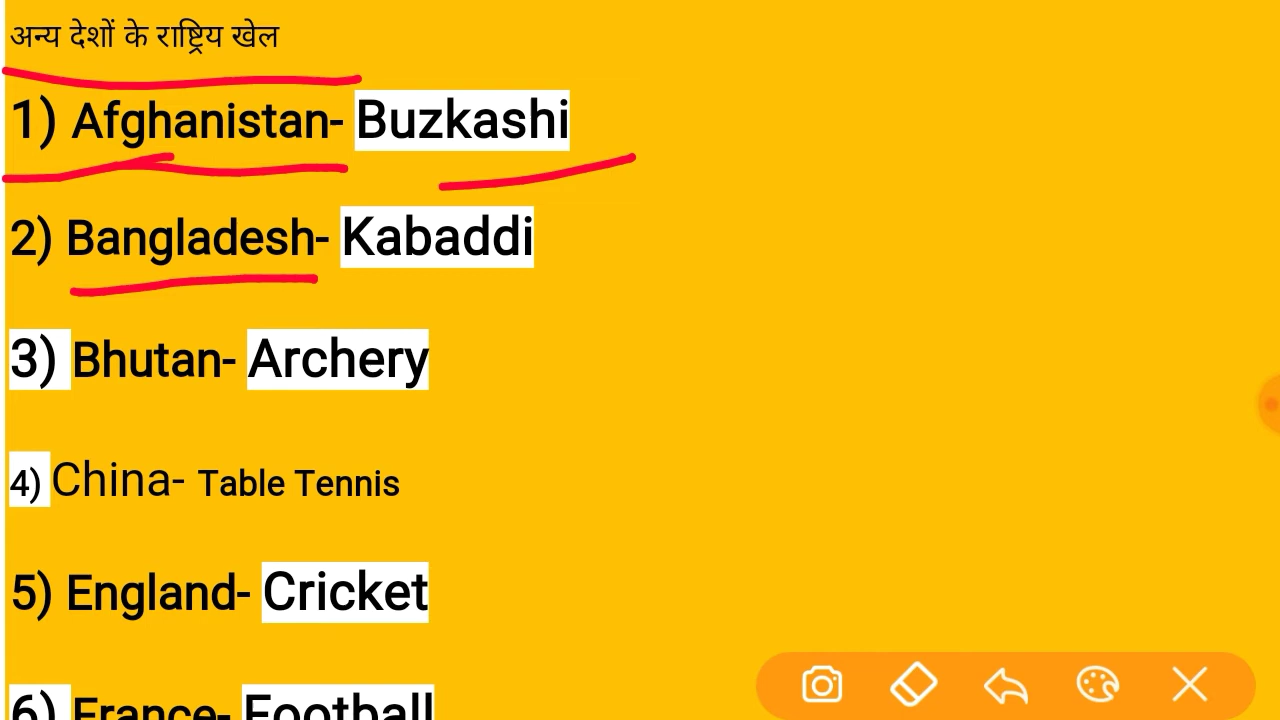 अन्य देशों के राष्ट्रिय खेल
1) Afghanistan- Buzkashi
2) Bangladesh- Kabaddi
3) Bhutan- Archery
4) China- Table Tennis
5) England- Cricket
6) France- Football